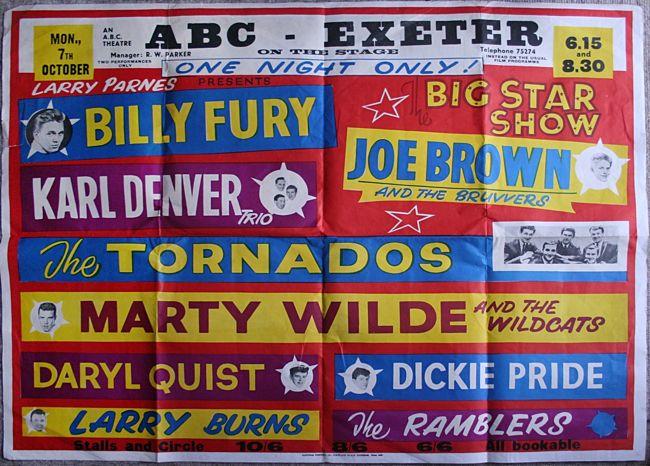 MON., 7TH OCTOBER
AN A.B.C. THEATRE
ABC - EXETER
Manager: R. W. PARKER
ON THE STAGE
Telephone 75274
TWO PERFORMANCES ONLY
ONE NIGHT ONLY!
INSTEAD OF THE USUAL FILM PROGRAMME
6.15 and 8.30
LARRY PARNES PRESENTS
The BIG STAR SHOW
BILLY FURY
JOE BROWN
AND THE BRUVVERS
KARL DENVER TRIO
The TORNADOS
MARTY WILDE AND THE WILDCATS
DARYL QUIST
DICKIE PRIDE
LARRY BURNS
The RAMBLERS
Stalls and Circle 10/6 8/6 6/6 All bookable